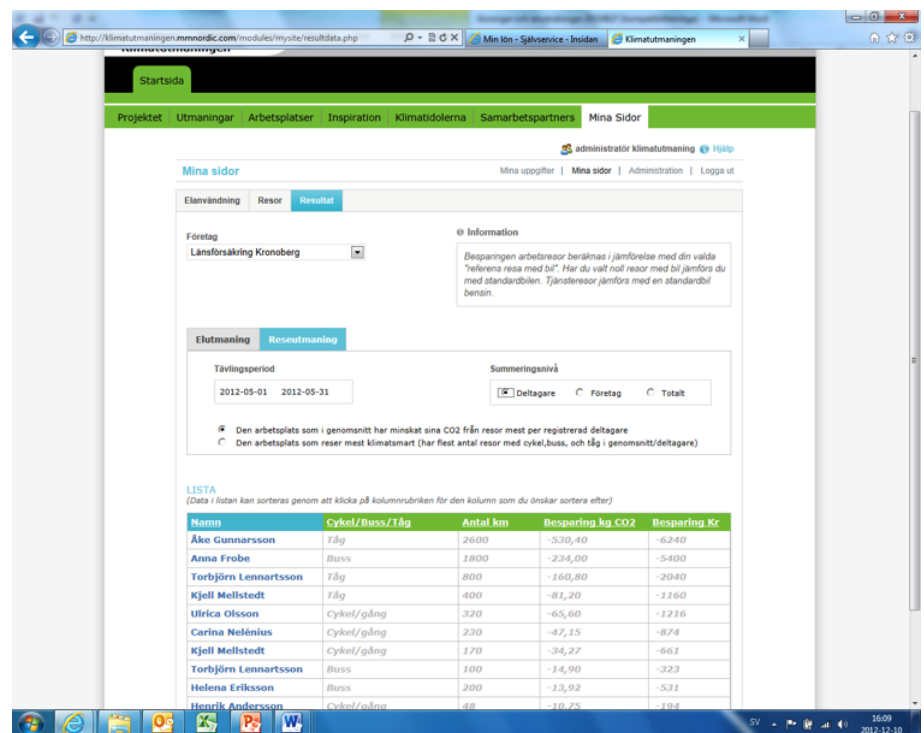 http://klimatutmaningen.mmnordic.com/modules/mysite/resultdata.php Min lön - Självservice - Insidan Klimatutmaningen
Klimatutmaningen
Startsida
Projektet Utmaningar Arbetsplatser Inspiration Klimatidolerna Samarbetspartners Mina Sidor
administratör klimatutmaning Hjälp
Mina sidor Mina uppgifter | Mina sidor | Administration | Logga ut
Elanvändning Resor Resultat
Företag
Länsförsäkring Kronoberg
Information
Besparingen arbetsresor beräknas i jämförelse med din valda
"referens resa med bil". Har du valt noll resor med bil jämförs du
med standardbilen. Tjänsteresor jämförs med en standardbil
bensin.
Elutmaning Reseutmaning
Tävlingsperiod
2012-05-01 2012-05-31
Summeringsnivå
Deltagare Företag Totalt
Den arbetsplats som i genomsnitt har minskat sina CO2 från resor mest per registrerad deltagare
Den arbetsplats som reser mest klimatsmart (har flest antal resor med cykel,buss, och tåg i genomsnitt/deltagare)
LISTA
(Data i listan kan sorteras genom att klicka på kolumnrubriken för den kolumn som du önskar sortera efter)
Namn Cykel/Buss/Tåg Antal km Besparing kg CO2 Besparing Kr
Åke Gunnarsson Tåg 2600 -530,40 -6240
Anna Frobe Buss 1800 -234,00 -5400
Torbjörn Lennartsson Tåg 800 -160,80 -2040
Kjell Mellstedt Tåg 400 -81,20 -1160
Ulrica Olsson Cykel/gång 320 -65,60 -1216
Carina Nelénius Cykel/gång 230 -47,15 -874
Kjell Mellstedt Cykel/gång 170 -34,27 -661
Torbjörn Lennartsson Buss 100 -14,90 -323
Helena Eriksson Buss 200 -13,92 -531
Henrik Andersson Cykel/gång 48 -10,75 -194
SV 16:09
2012-12-10